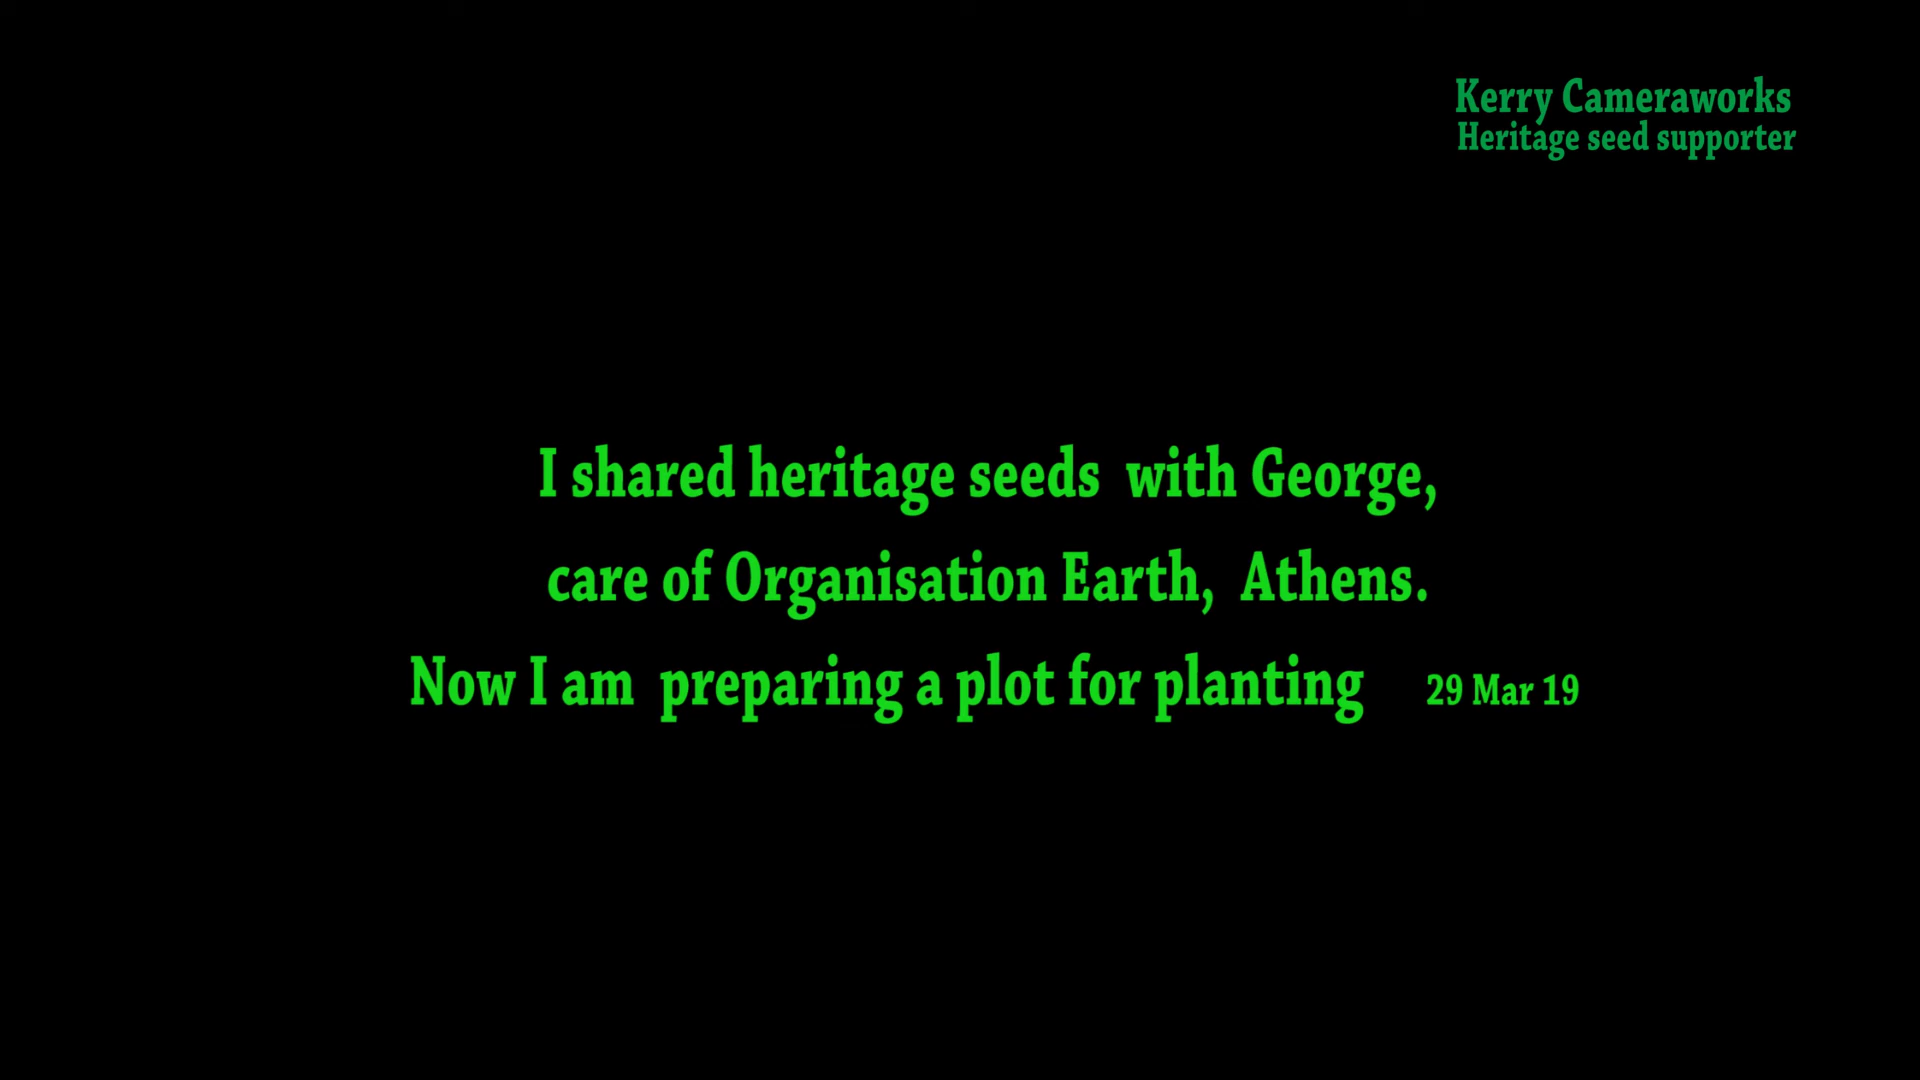 Kerry Cameraworks
Heritage seed supporter
I shared heritage seeds  with George,
care of Organisation Earth,  Athens.
Now I am  preparing a plot for planting     29 Mar 19